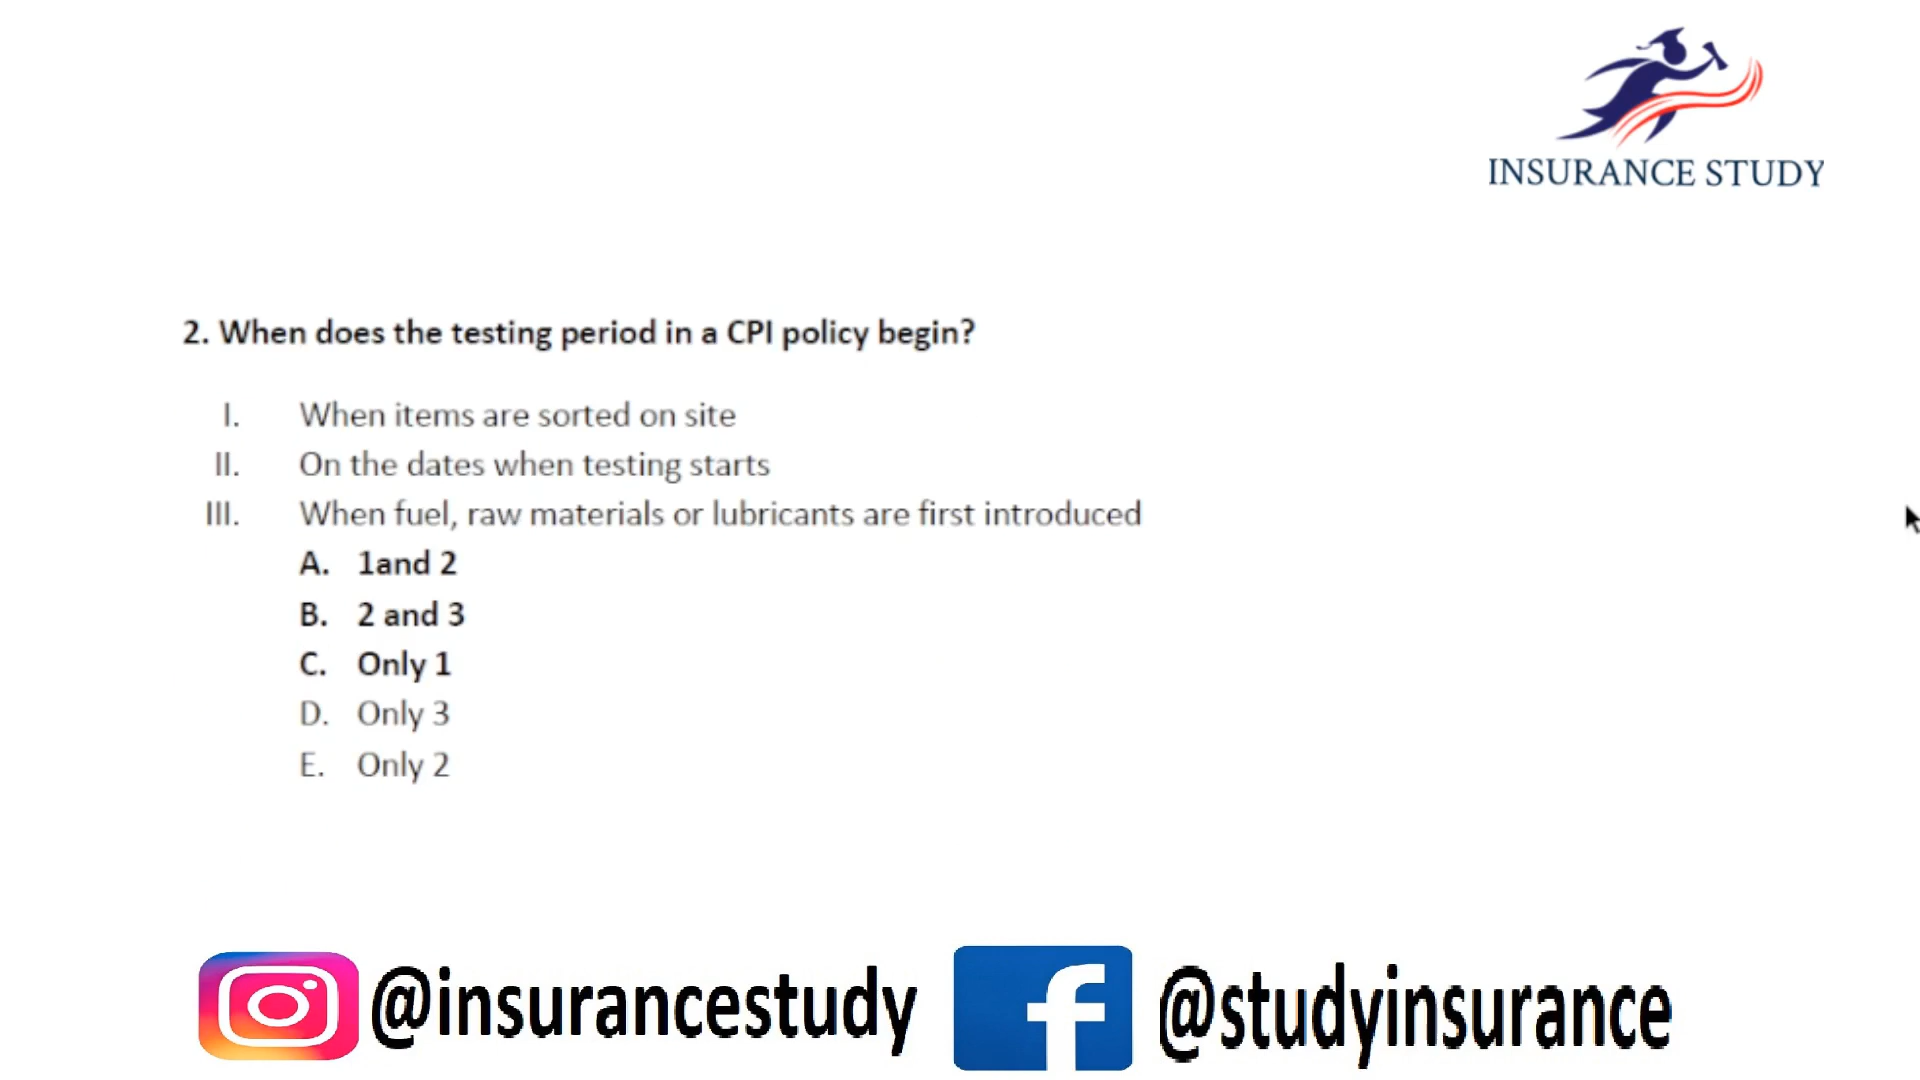 INSURANCE STUDY
2. When does the testing period in a CPI policy begin?
I. When items are sorted on site
II. On the dates when testing starts
III. When fuel, raw materials or lubricants are first introduced
A. 1and 2
B. 2 and 3
C. Only 1
D. Only 3
E. Only 2
@insurancestudy @studyinsurance